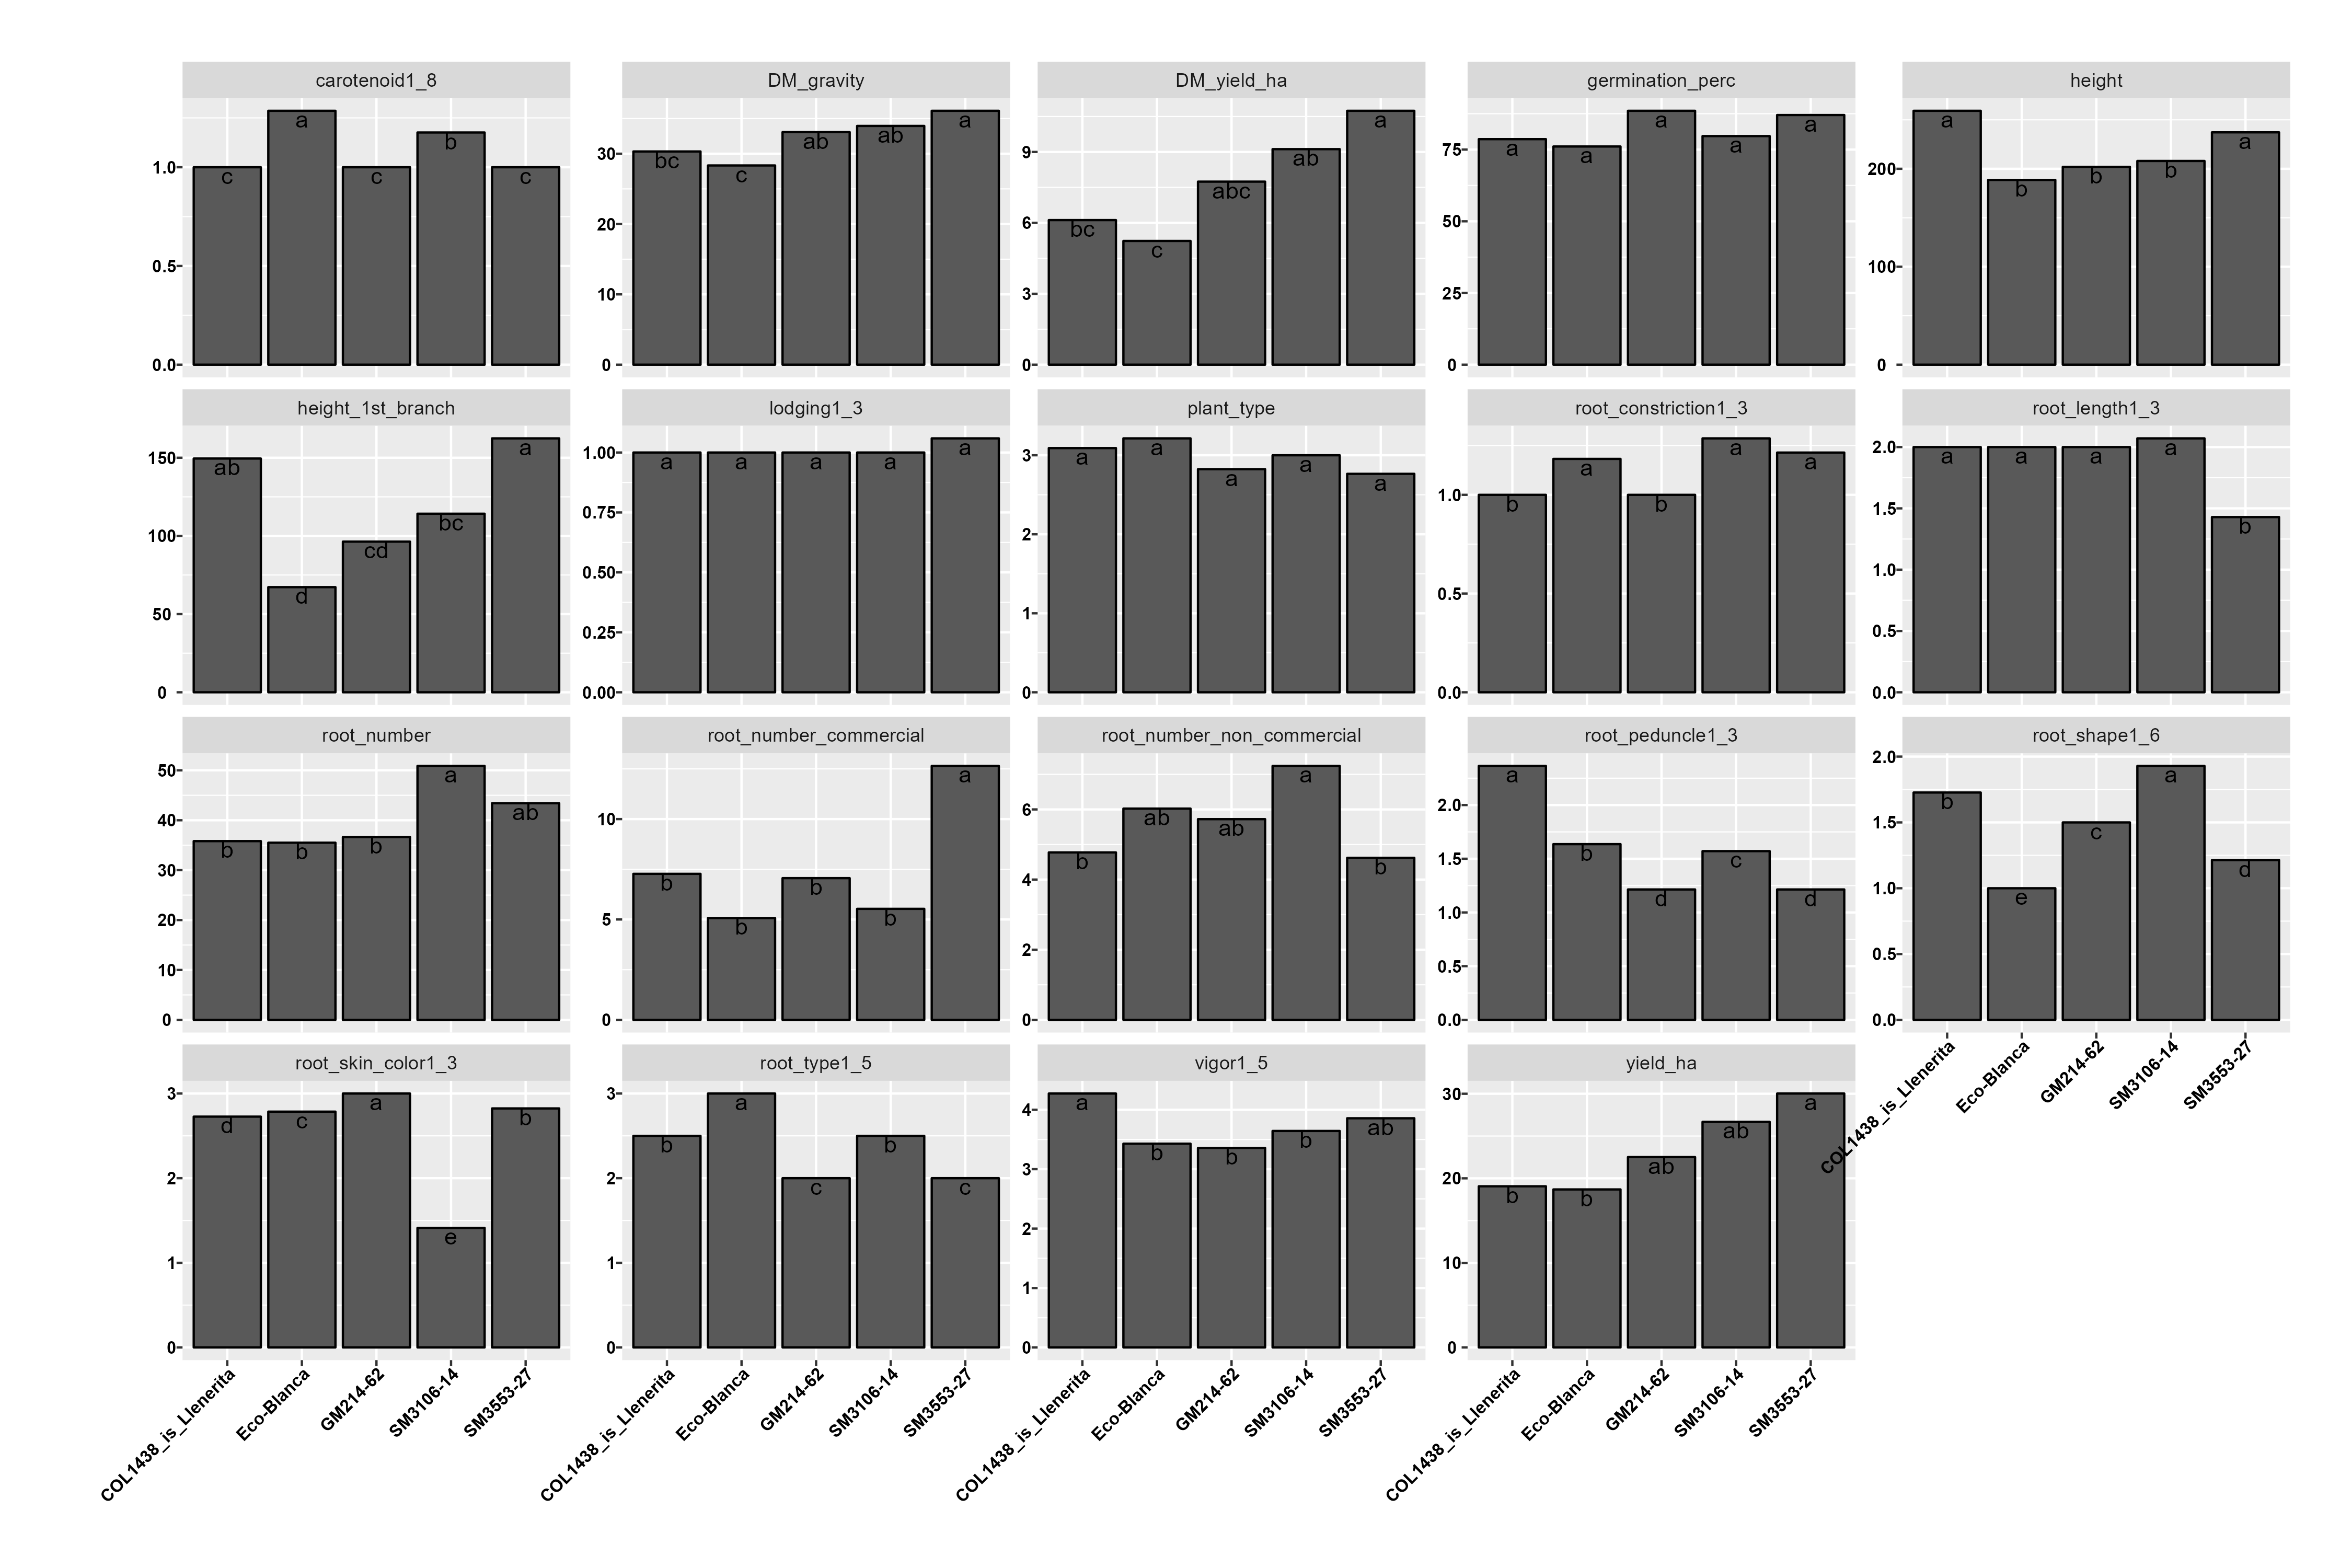 carotenoid1_8
1.0
0.5
0.0
c
a
c
b
c
DM_gravity
30
20
10
0
bc
c
ab
ab
a
DM_yield_ha
9
6
3
0
bc
c
abc
ab
a
germination_perc
75
50
25
0
a
a
a
a
a
height
200
100
0
a
b
b
b
a
height_1st_branch
150
100
50
0
ab
d
cd
bc
a
lodging1_3
1.00
0.75
0.50
0.25
0.00
a
a
a
a
a
plant_type
3
2
1
0
a
a
a
a
a
root_constriction1_3
1.0
0.5
0.0
b
a
b
a
a
root_length1_3
2.0
1.5
1.0
0.5
0.0
a
a
a
a
b
root_number
50
40
30
20
10
0
b
b
b
a
ab
root_number_commercial
10
5
0
b
b
b
b
a
root_number_non_commercial
6
4
2
0
b
ab
ab
a
b
root_peduncle1_3
2.0
1.5
1.0
0.5
0.0
a
b
d
c
d
root_shape1_6
2.0
1.5
1.0
0.5
0.0
b
e
c
a
d
COL1438_is_Llenerita
Eco-Blanca
GM214-62
SM3106-14
SM3553-27
root_skin_color1_3
3
2
1
0
d
c
a
e
b
COL1438_is_Llenerita
Eco-Blanca
GM214-62
SM3106-14
SM3553-27
root_type1_5
3
2
1
0
b
a
c
b
c
COL1438_is_Llenerita
Eco-Blanca
GM214-62
SM3106-14
SM3553-27
vigor1_5
4
3
2
1
0
a
b
b
b
ab
COL1438_is_Llenerita
Eco-Blanca
GM214-62
SM3106-14
SM3553-27
yield_ha
30
20
10
0
b
b
ab
ab
a
COL1438_is_Llenerita
Eco-Blanca
GM214-62
SM3106-14
SM3553-27